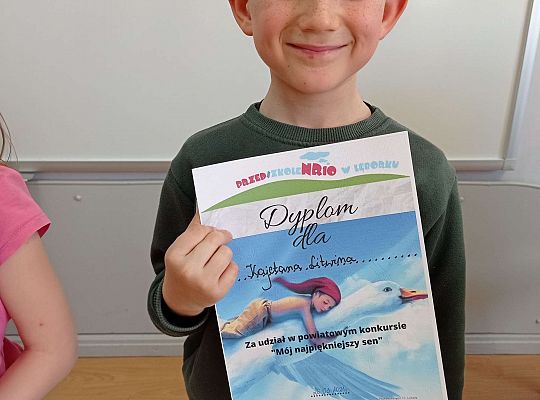 PRZEDSZKOLE NR10 W LĘBORKU
Dyplom
dla
Kajetana Litwina
Za udział w powiatowym konkursie
"Mój najpiękniejszy sen"